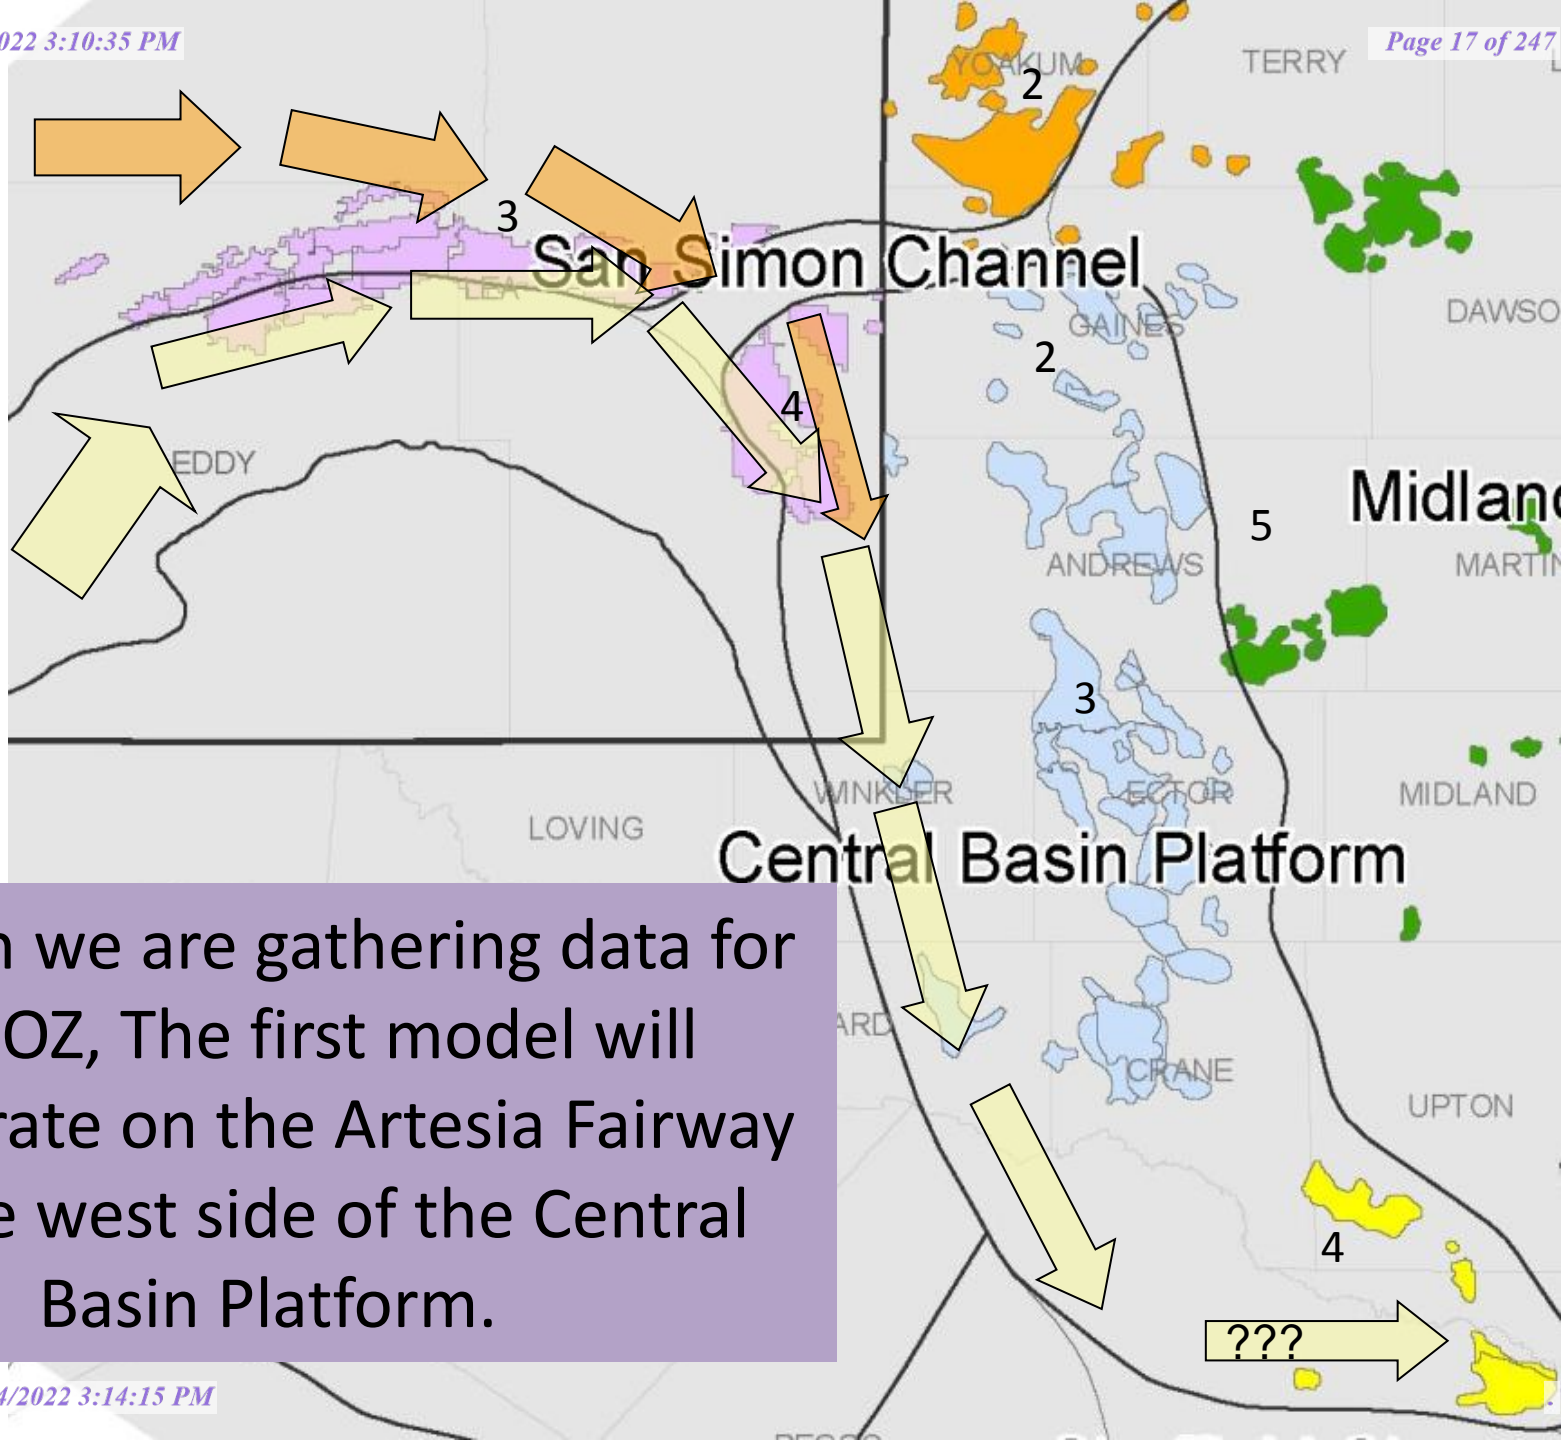 022 3:10:35 PM
Page 17 of 247
YOAKUM
2
TERRY
3
San Simon Channel
LEA
GAINES
DAWSO
2
4
EDDY
Midlan
5
ANDREWS
MARTIN
3
WINKLER
ECTOR
MIDLAND
LOVING
Central Basin Platform
we are gathering data for
OZ, The first model will
rate on the Artesia Fairway
e west side of the Central
Basin Platform.
ARD
CRANE
UPTON
4
???
4/2022 3:14:15 PM